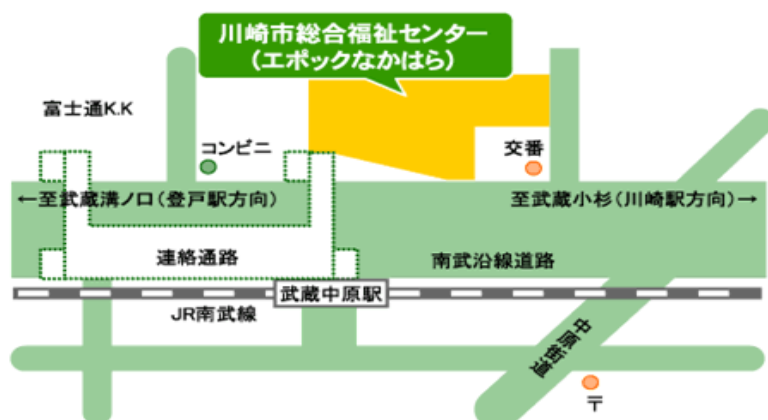 川崎市総合福祉センター
(エポックなかはら)
富士通K.K
コンビニ
交番
←至武蔵溝ノ口(登戸駅方向)
至武蔵小杉(川崎駅方向)→
連絡通路
南武沿線道路
武蔵中原駅
JR南武線
中原街道
〒